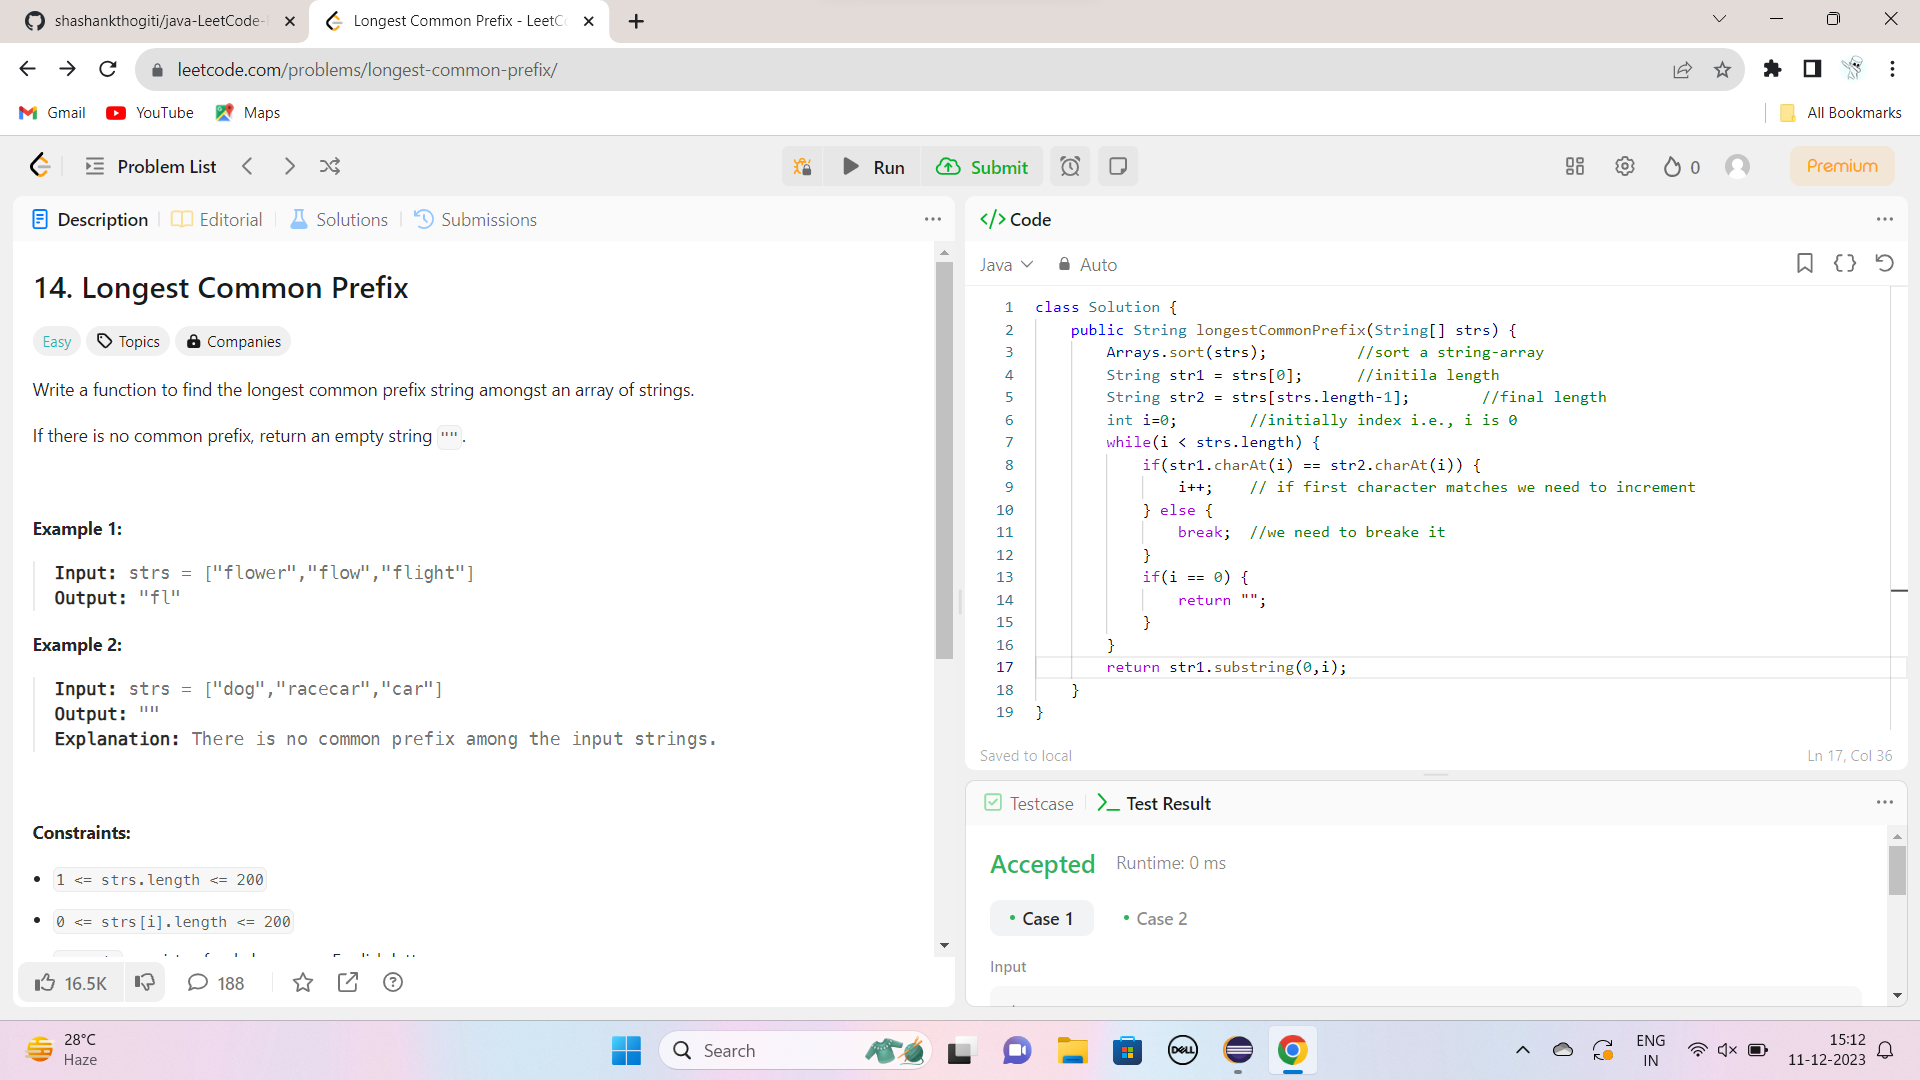 shashankthogiti/java-LeetCode-
Longest Common Prefix - LeetC
leetcode.com/problems/longest-common-prefix/
Gmail
YouTube
Maps
All Bookmarks
Problem List
Run
Submit
0
Premium
Description
Editorial
Solutions
Submissions
</> Code
14. Longest Common Prefix
Easy
Topics
Companies
Write a function to find the longest common prefix string amongst an array of strings.
If there is no common prefix, return an empty string "".
Example 1:
Input: strs = ["flower","flow","flight"]
Output: "fl"
Example 2:
Input: strs = ["dog","racecar","car"]
Output: ""
Explanation: There is no common prefix among the input strings.
Constraints:
1 <= strs.length <= 200
0 <= strs[i].length <= 200
16.5K
188
Java
Auto
1 class Solution {
2 public String longestCommonPrefix(String[] strs) {
3 Arrays.sort(strs); //sort a string-array
4 String str1 = strs[0]; //initila length
5 String str2 = strs[strs.length-1]; //final length
6 int i=0; //initially index i.e., i is 0
7 while(i < strs.length) {
8 if(str1.charAt(i) == str2.charAt(i)) {
9 i++; // if first character matches we need to increment
10 } else {
11 break; //we need to breake it
12 }
13 if(i == 0) {
14 return "";
15 }
16 }
17 return str1.substring(0,i);
18 }
19 }
Saved to local
Ln 17, Col 36
Testcase
Test Result
Accepted
Runtime: 0 ms
Case 1
Case 2
Input
28°C
Haze
Search
DELL
ENG
IN
15:12
11-12-2023